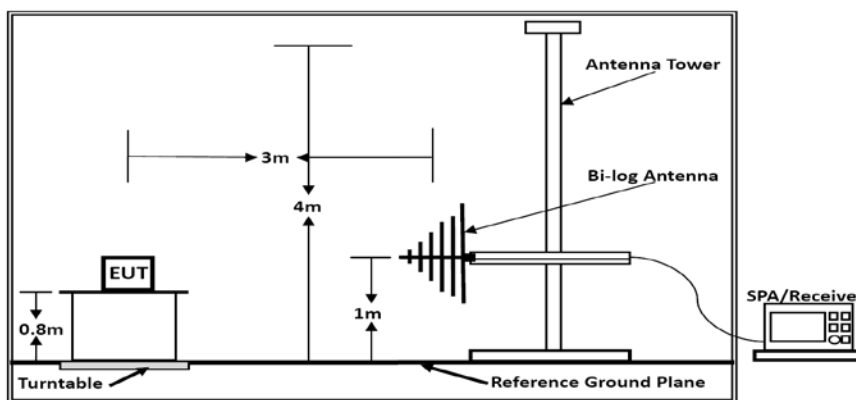 Antenna Tower
3m
Bi-log Antenna
4m
EUT
0.8m
1m
SPA/Receive
Turntable
Reference Ground Plane